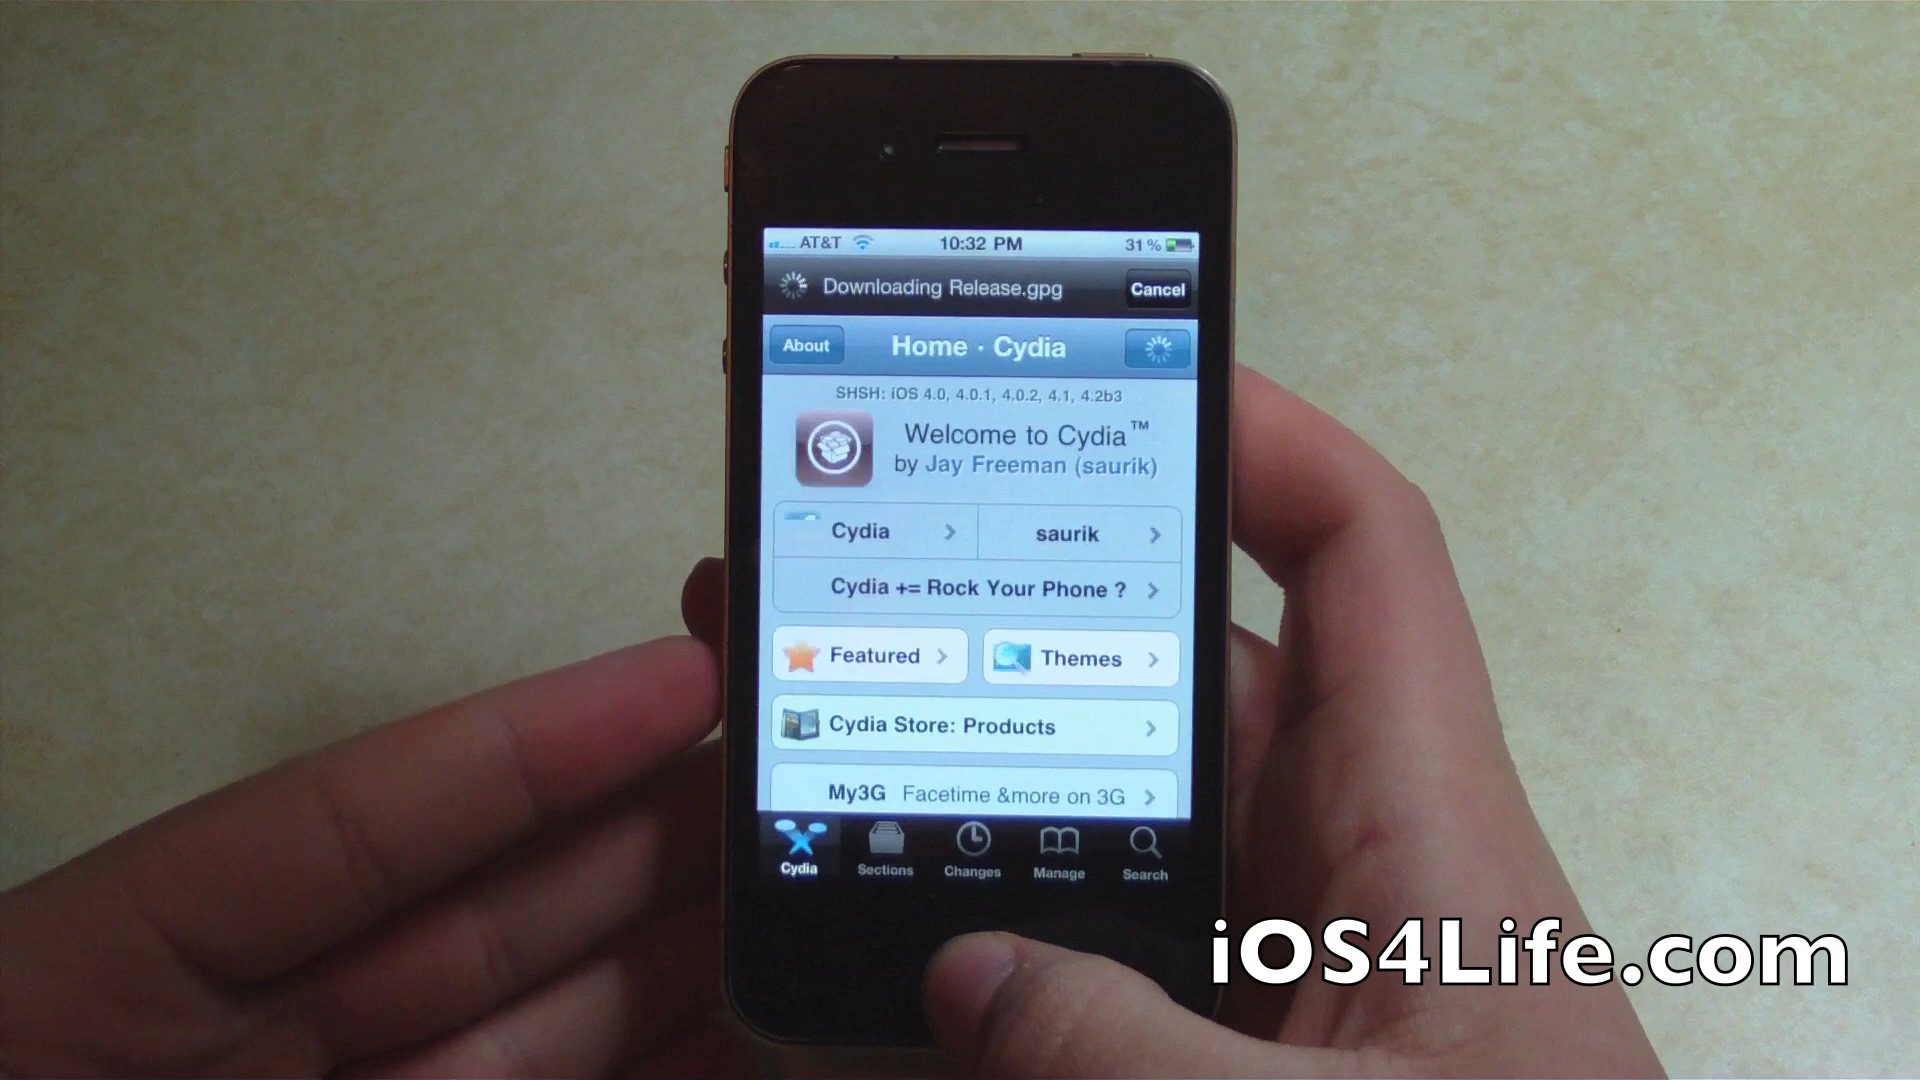 AT&T 10:32 PM 31 %
Downloading Release.gpg Cancel
About Home · Cydia
SHSH: iOS 4.0, 4.0.1, 4.0.2, 4.1, 4.2b3
Welcome to Cydia™
by Jay Freeman (saurik)
Cydia saurik
Cydia += Rock Your Phone ?
Featured Themes
Cydia Store: Products
My3G Facetime &more on 3G
Cydia Sections Changes Manage Search
iOS4Life.com